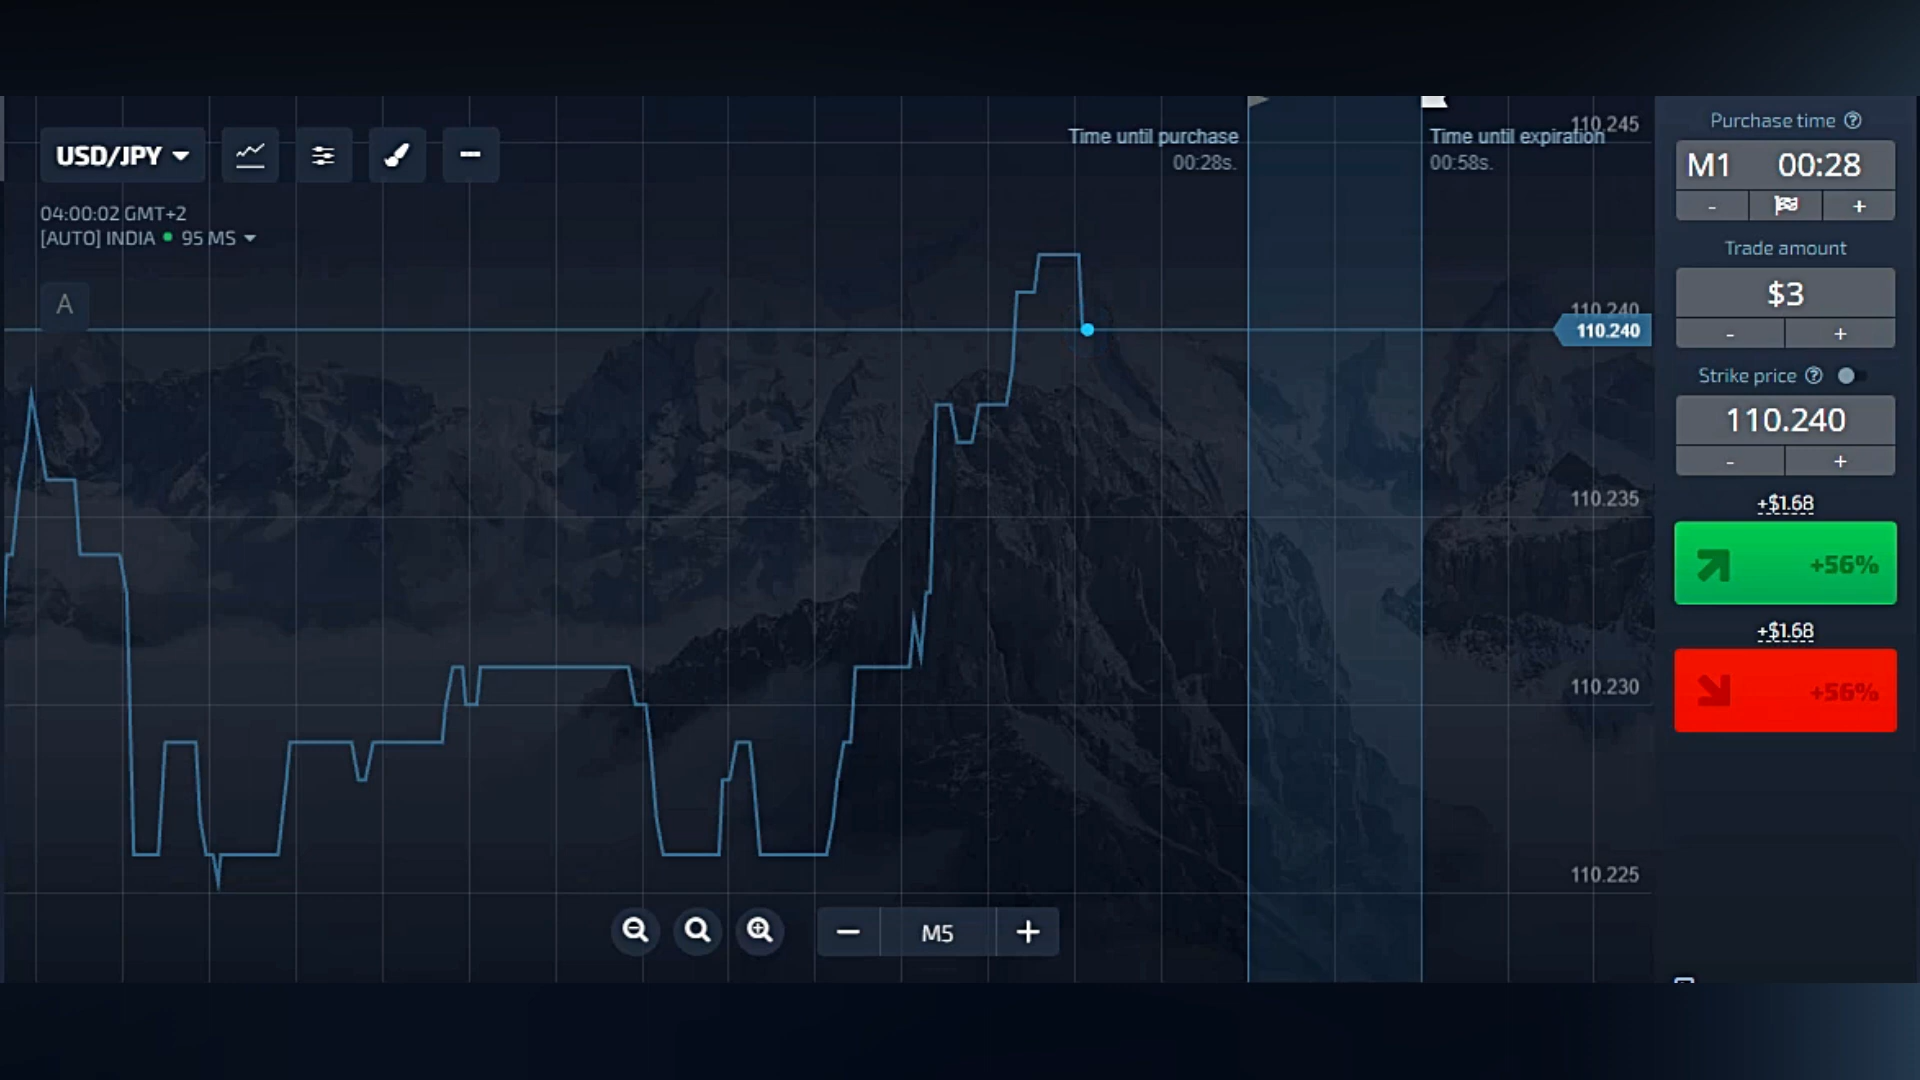 USD/JPY
04:00:02 GMT+2
[AUTO] INDIA 95 MS
A
Time until purchase
00:28s.
Time until expiration
00:58s.
110.245
110.240
110.240
110.235
110.230
110.225
M5
Purchase time ?
M1 00:28
- +
Trade amount
$3
- +
Strike price ?
110.240
- +
+$1.68
+56%
+$1.68
+56%